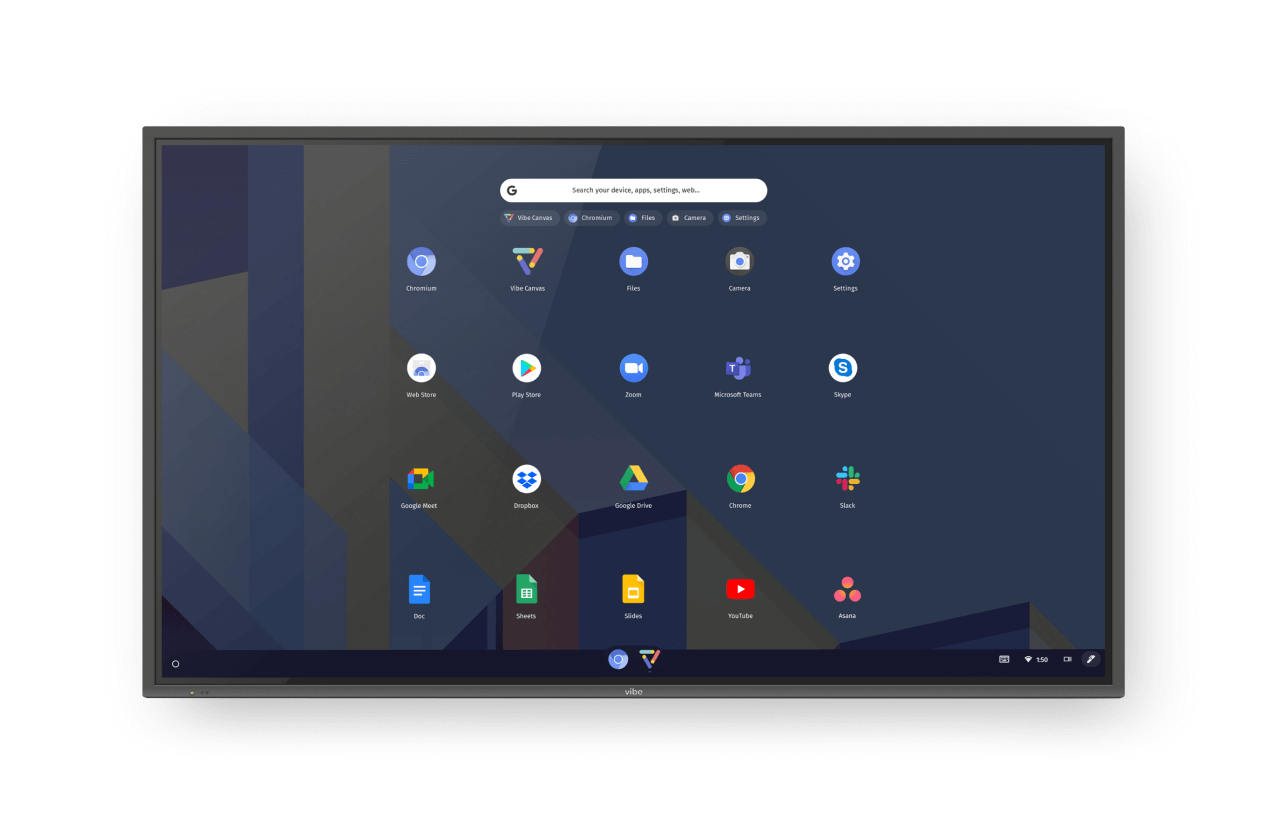 Search your device, apps, settings, web...
Vibe Canvas Chromium Files Camera Settings
Chromium Vibe Canvas Files Camera Settings
Web Store Play Store Zoom Microsoft Teams Skype
Google Meet Dropbox Google Drive Chrome Slack
Doc Sheets Slides YouTube Asana
1:50
vibe